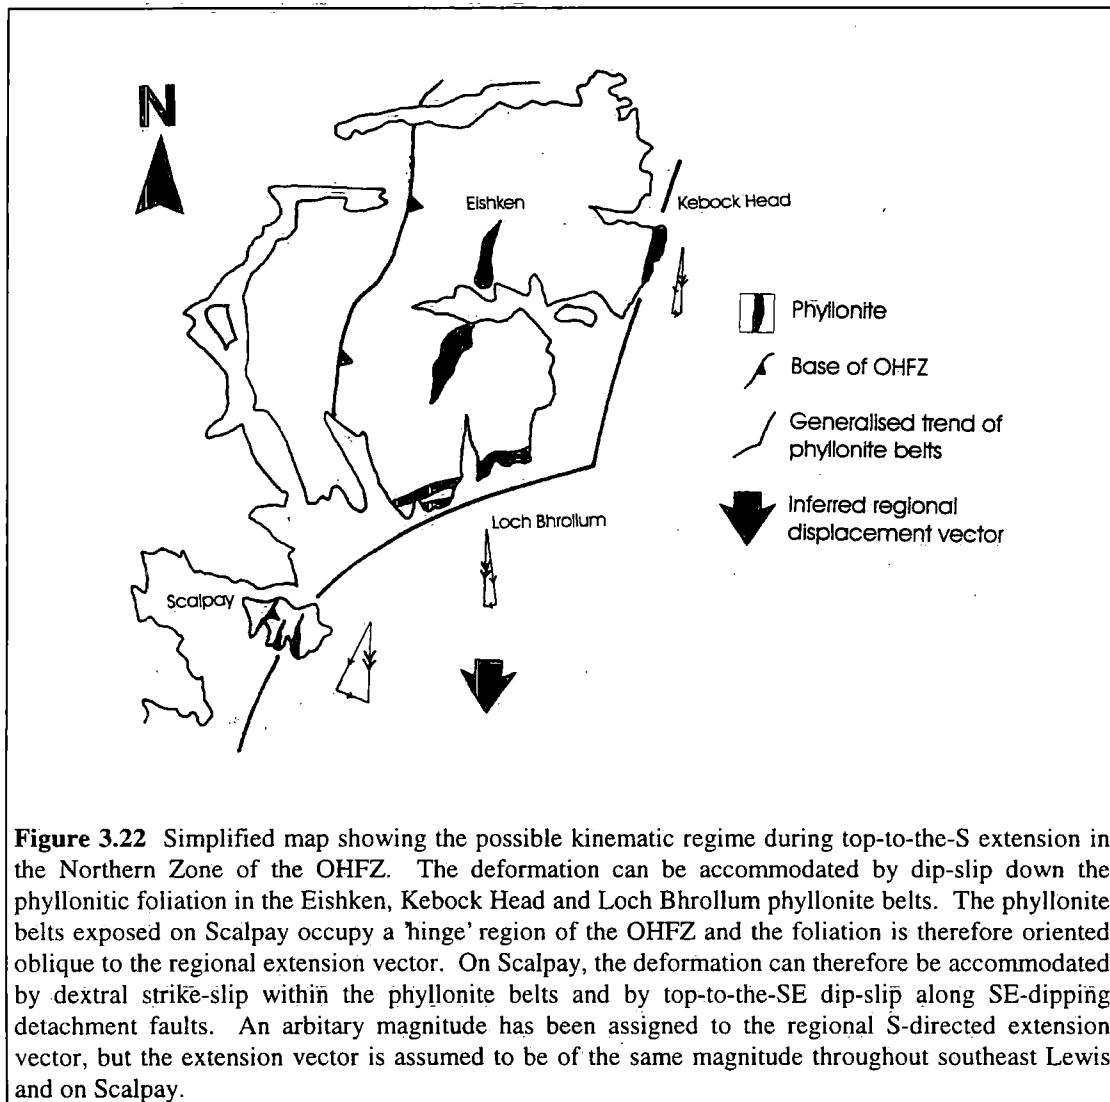 N
Eishken
Kebock Head
Phyllonite
Base of OHFZ
Generalised trend of
phyllonite belts
Inferred regional
displacement vector
Loch Bhrollum
Scalpay
Figure 3.22 Simplified map showing the possible kinematic regime during top-to-the-S extension in
the Northern Zone of the OHFZ. The deformation can be accommodated by dip-slip down the
phyllonitic foliation in the Eishken, Kebock Head and Loch Bhrollum phyllonite belts. The phyllonite
belts exposed on Scalpay occupy a 'hinge' region of the OHFZ and the foliation is therefore oriented
oblique to the regional extension vector. On Scalpay, the deformation can therefore be accommodated
by dextral strike-slip within the phyllonite belts and by top-to-the-SE dip-slip along SE-dipping
detachment faults. An arbitary magnitude has been assigned to the regional S-directed extension
vector, but the extension vector is assumed to be of the same magnitude throughout southeast Lewis
and on Scalpay.